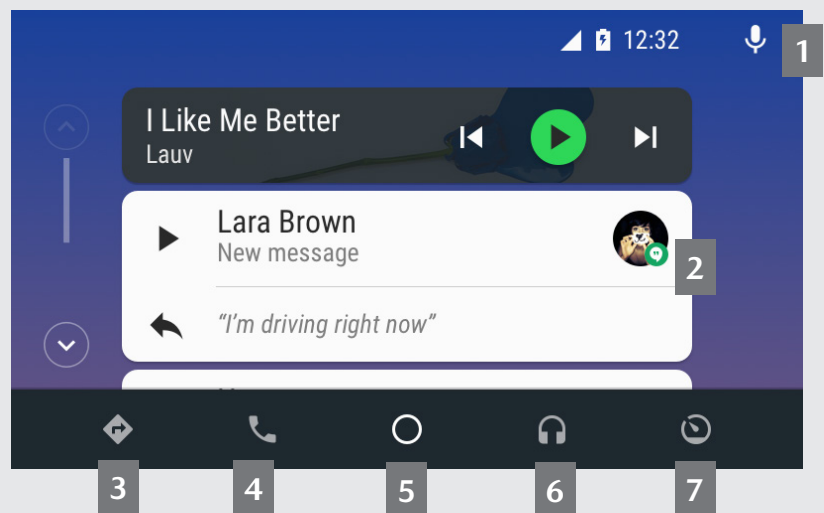 12:32
1
I Like Me Better
Lauv
Lara Brown
New message
2
“I’m driving right now”
3 4 5 6 7